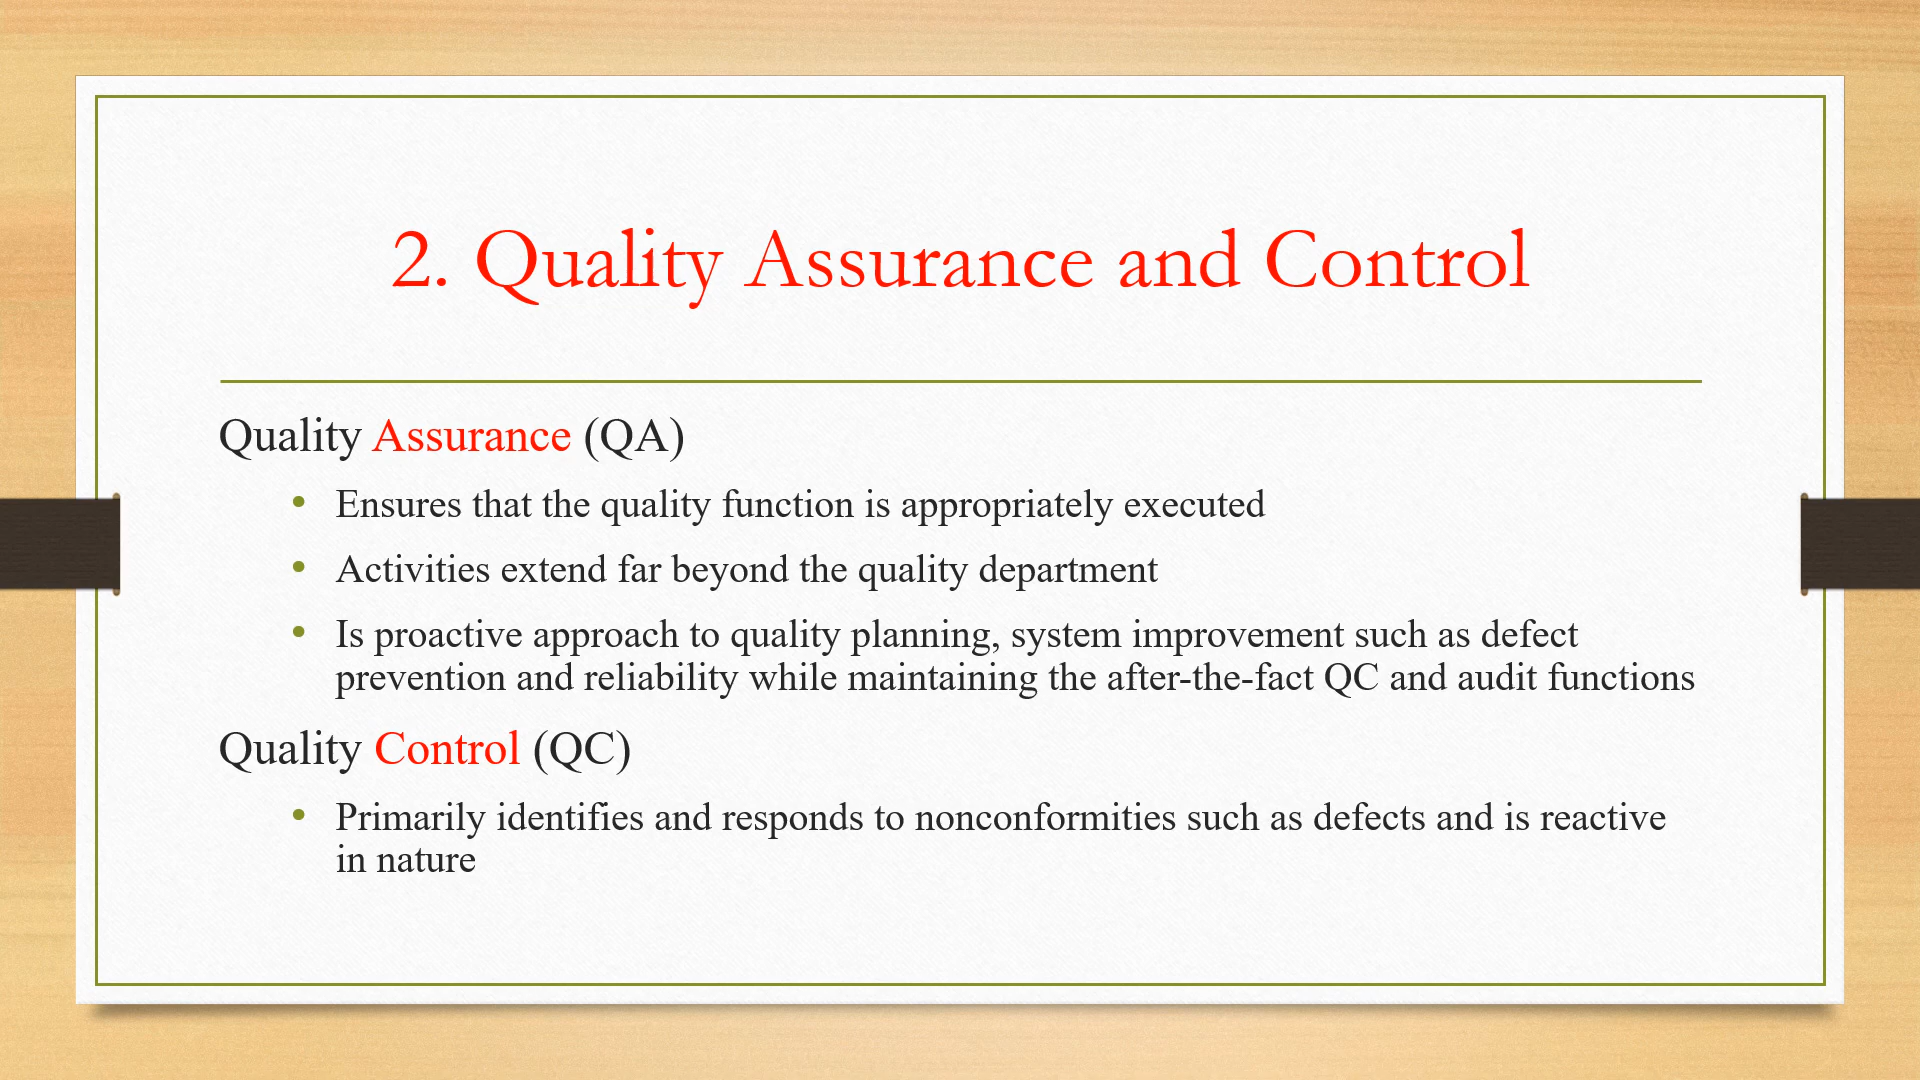 2. Quality Assurance and Control
Quality Assurance (QA)
• Ensures that the quality function is appropriately executed
• Activities extend far beyond the quality department
• Is proactive approach to quality planning, system improvement such as defect
prevention and reliability while maintaining the after-the-fact QC and audit functions
Quality Control (QC)
• Primarily identifies and responds to nonconformities such as defects and is reactive
in nature